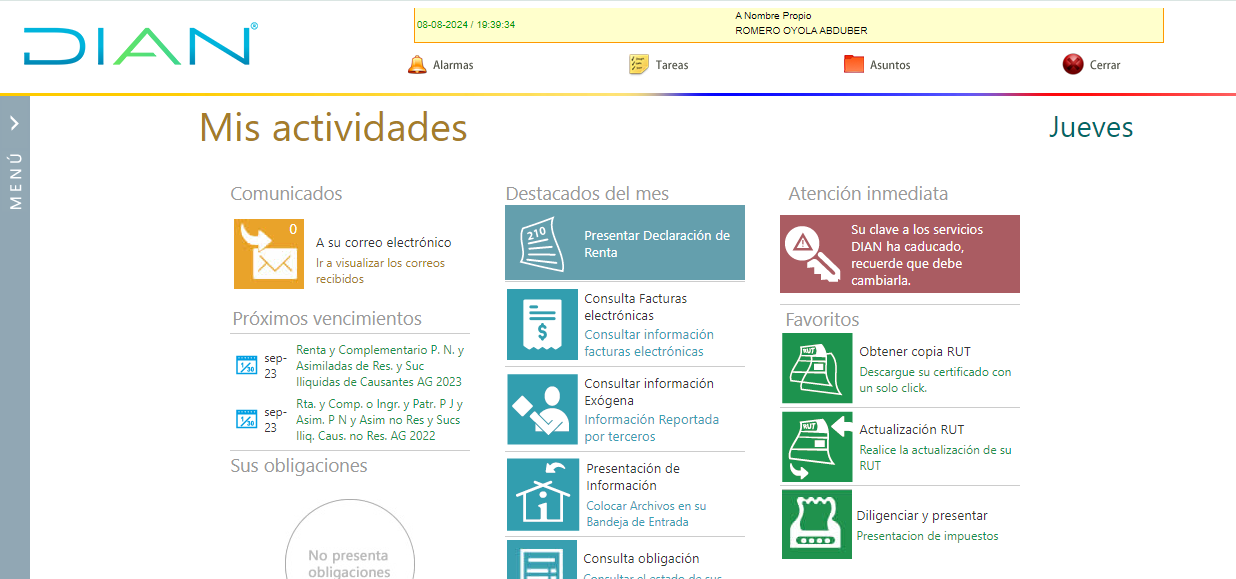 DIAN®
08-08-2024 / 19:39:34
A Nombre Propio
ROMERO OYOLA ABDUBER
Alarmas
Tareas
Asuntos
Cerrar
MENÚ
Mis actividades
Jueves
Comunicados
0
A su correo electrónico
Ir a visualizar los correos
recibidos
Próximos vencimientos
sep-
23
Renta y Complementario P. N. y
Asimiladas de Res. y Suc
Iliquidas de Causantes AG 2023
sep-
23
Rta. y Comp. o Ingr. y Patr. P J y
Asim. P N y Asim no Res y Sucs
Iliq. Caus. no Res. AG 2022
Sus obligaciones
No presenta
obligaciones
Destacados del mes
210
Presentar Declaración de
Renta
Consulta Facturas
electrónicas
Consultar información
facturas electrónicas
Consultar información
Exógena
Información Reportada
por terceros
Presentación de
Información
Colocar Archivos en su
Bandeja de Entrada
Consulta obligación
Consultar el estado de sus
Atención inmediata
Su clave a los servicios
DIAN ha caducado,
recuerde que debe
cambiarla.
Favoritos
RUT
Obtener copia RUT
Descargue su certificado con
un solo click.
RUT
Actualización RUT
Realice la actualización de su
RUT
Diligenciar y presentar
Presentacion de impuestos